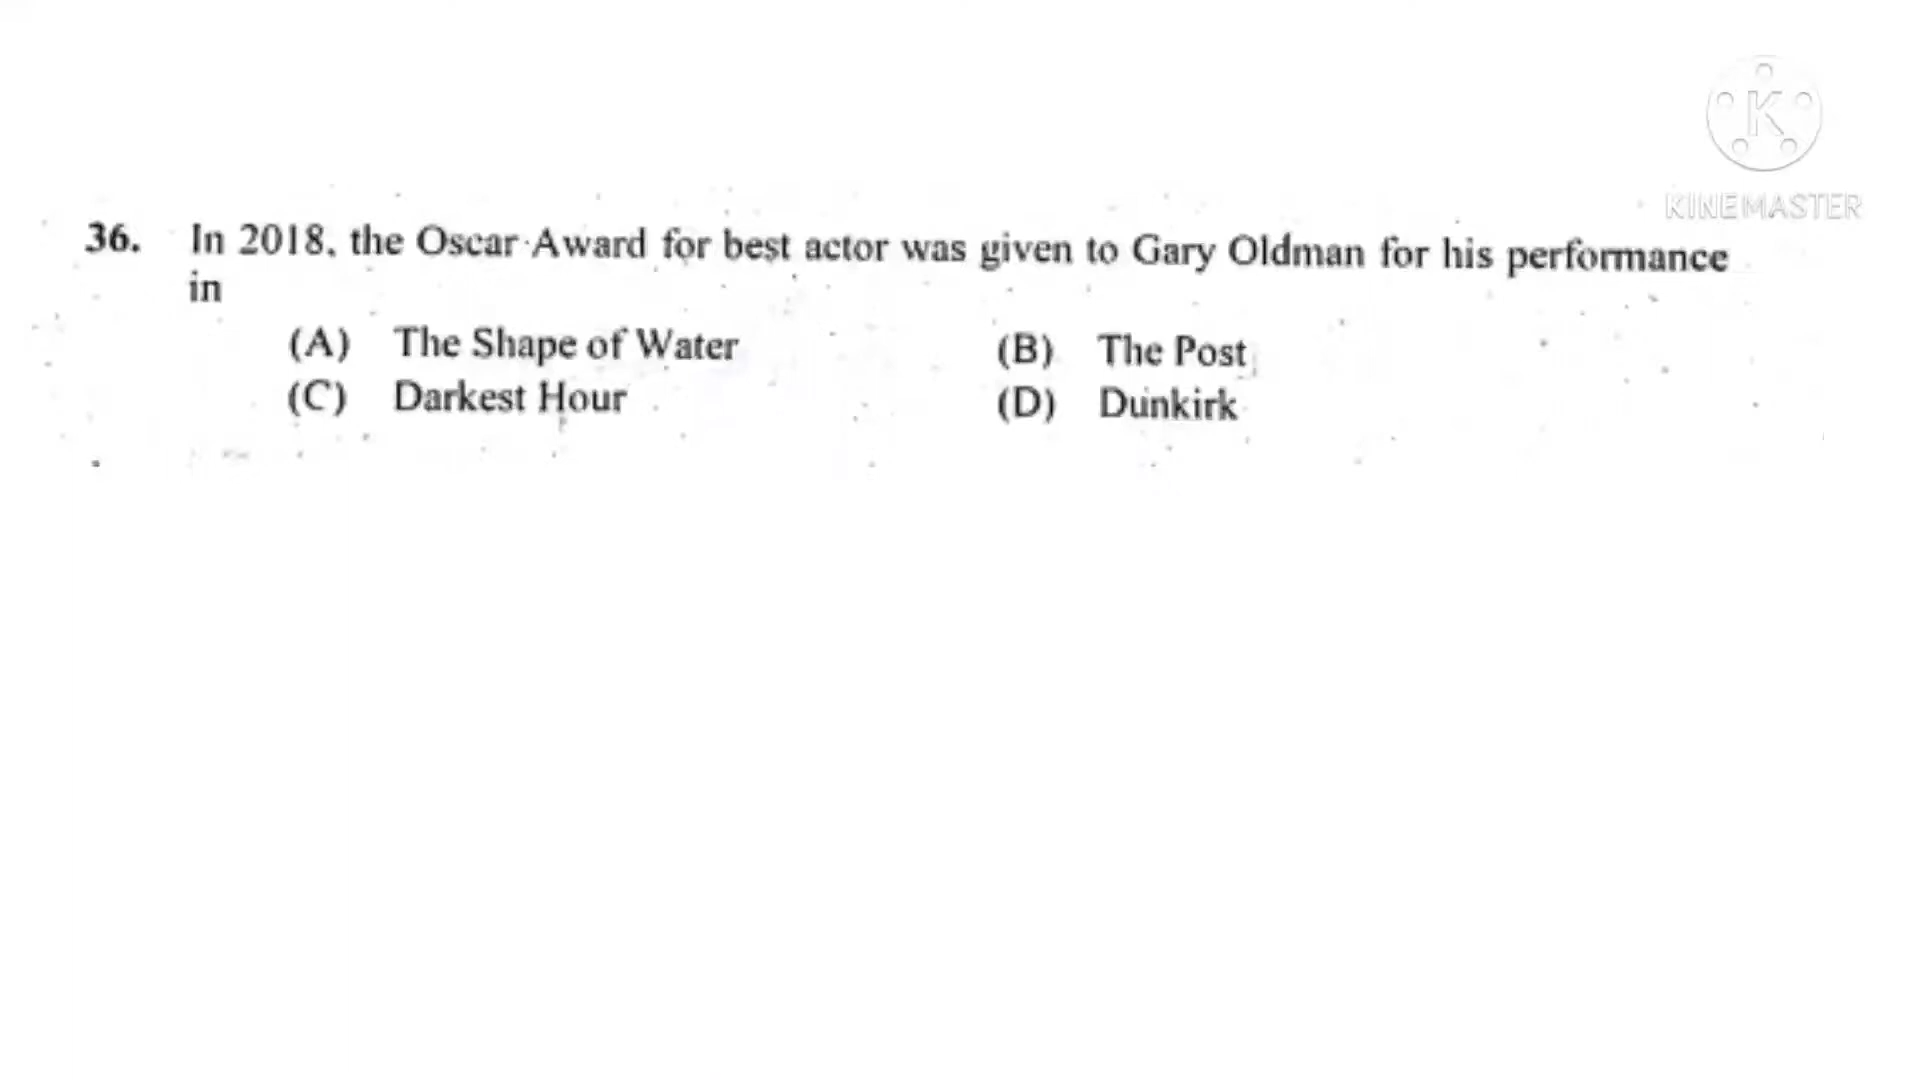 KINEMASTER
36. In 2018, the Oscar Award for best actor was given to Gary Oldman for his performance
in
(A) The Shape of Water (B) The Post
(C) Darkest Hour (D) Dunkirk